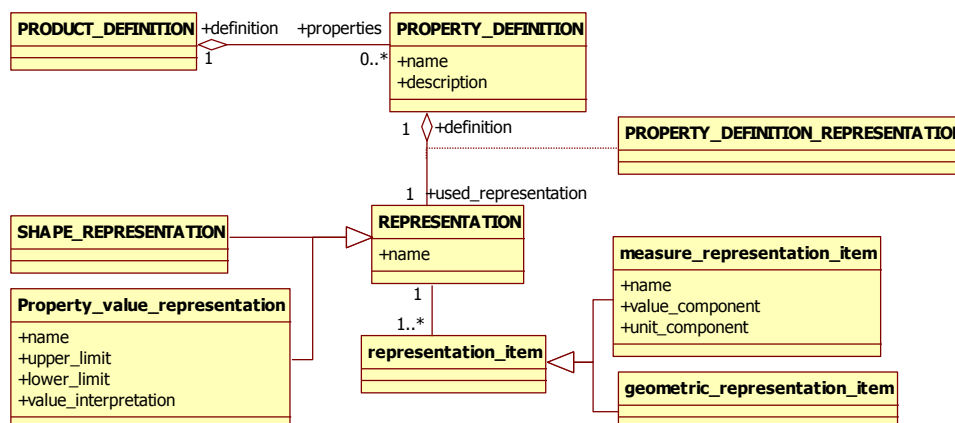 PRODUCT_DEFINITION
+definition
+properties
PROPERTY_DEFINITION
1
0..*
+name
+description
1
+definition
PROPERTY_DEFINITION_REPRESENTATION
1
+used_representation
SHAPE_REPRESENTATION
REPRESENTATION
+name
measure_representation_item
+name
+value_component
+unit_component
Property_value_representation
+name
+upper_limit
+lower_limit
+value_interpretation
1
1..*
representation_item
geometric_representation_item